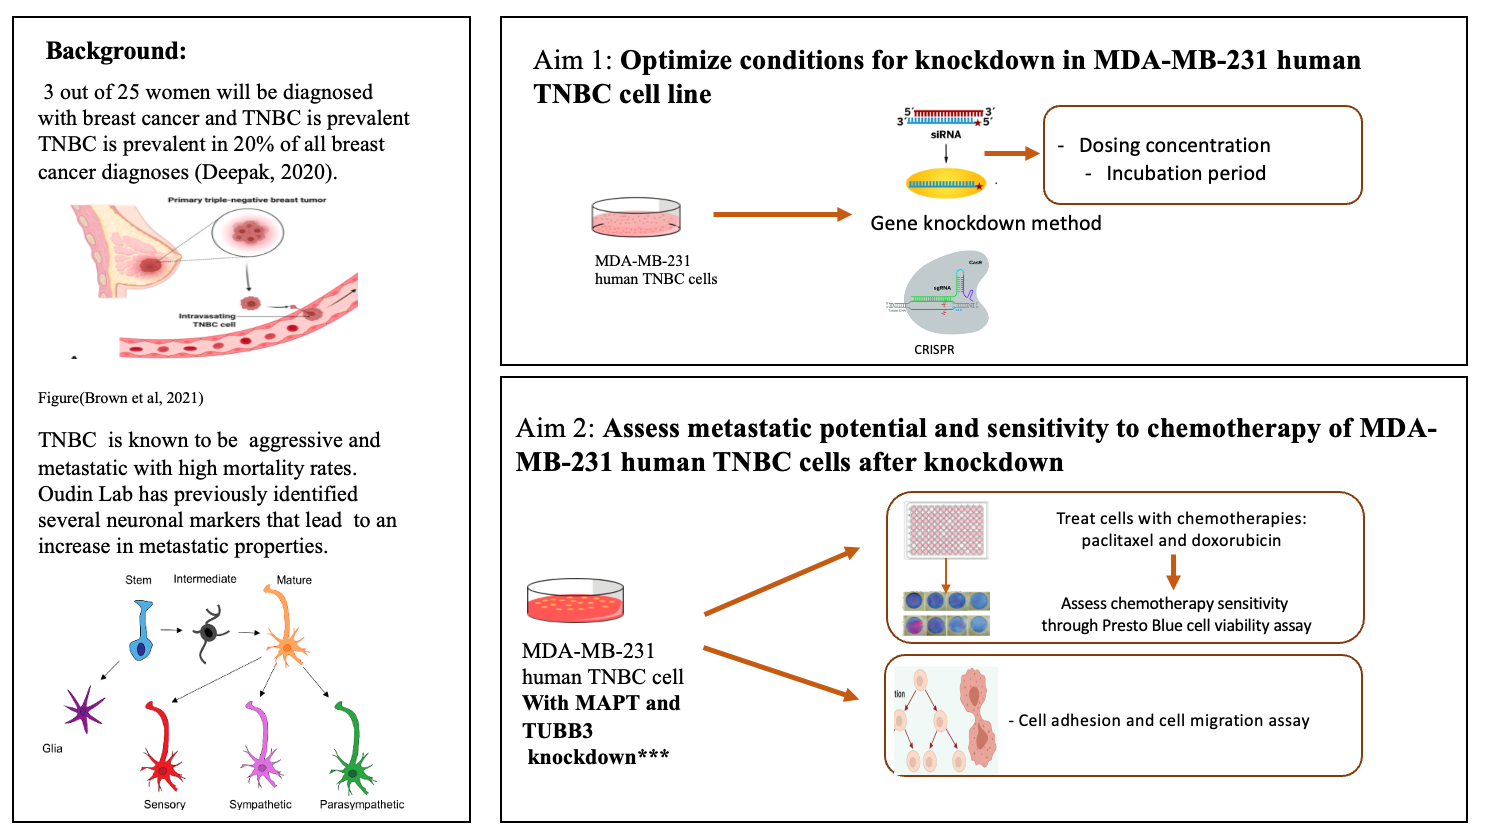 Background:
3 out of 25 women will be diagnosed
with breast cancer and TNBC is prevalent
TNBC is prevalent in 20% of all breast
cancer diagnoses (Deepak, 2020).
Primary triple-negative breast tumor
Intravasating
TNBC cell
Figure(Brown et al, 2021)
TNBC is known to be aggressive and
metastatic with high mortality rates.
Oudin Lab has previously identified
several neuronal markers that lead to an
increase in metastatic properties.
Stem
Intermediate
Mature
Glia
Sensory
Sympathetic
Parasympathetic
Aim 1: Optimize conditions for knockdown in MDA-MB-231 human
TNBC cell line
5´ 3´
3´ 5´
siRNA
- Dosing concentration
- Incubation period
Gene knockdown method
MDA-MB-231
human TNBC cells
Cas9
sgRNA
CRISPR
Aim 2: Assess metastatic potential and sensitivity to chemotherapy of MDA-
MB-231 human TNBC cells after knockdown
MDA-MB-231
human TNBC cell
With MAPT and
TUBB3
knockdown***
Treat cells with chemotherapies:
paclitaxel and doxorubicin
Assess chemotherapy sensitivity
through Presto Blue cell viability assay
tion
- Cell adhesion and cell migration assay